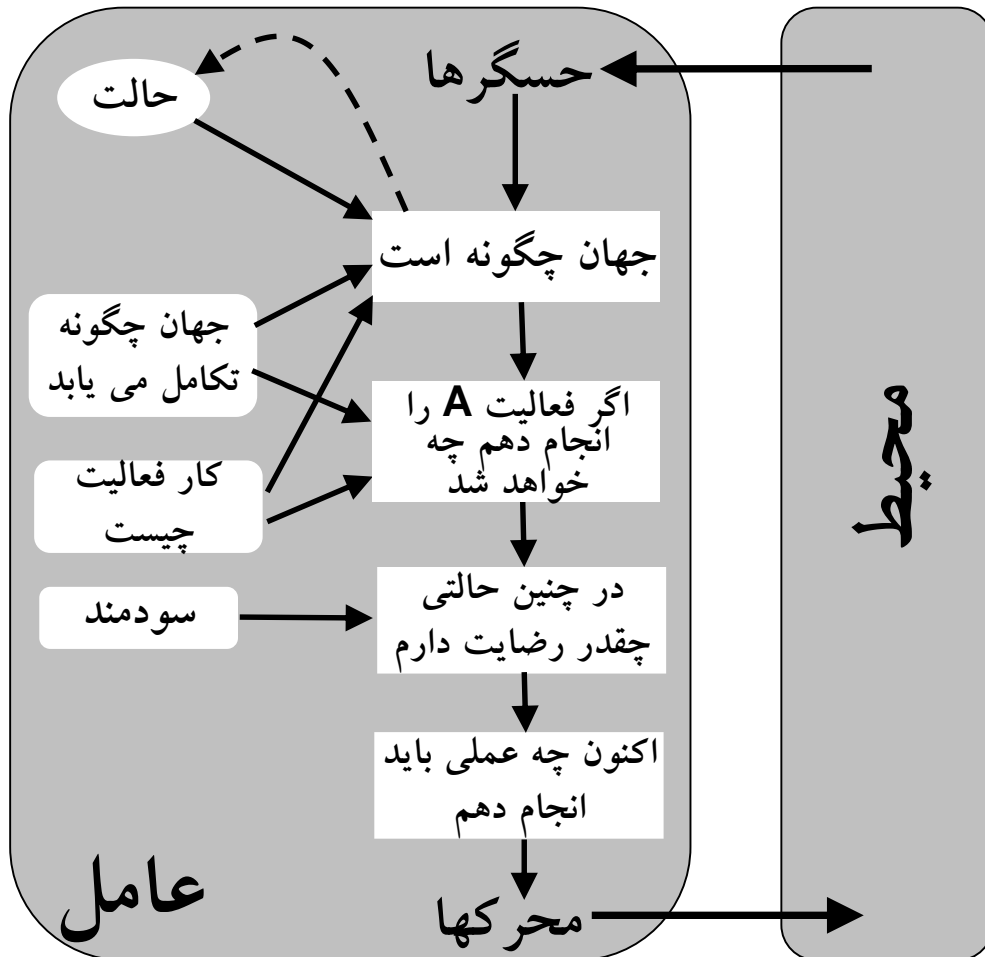 حسگرها
حالت
جهان چگونه است
جهان چگونه
تکامل می یابد
اگر فعالیت A را
انجام دهم چه
خواهد شد
کار فعالیت
چیست
در چنین حالتی
چقدر رضایت دارم
سودمند
اکنون چه عملی باید
انجام دهم
محرکها
عامل
محیط